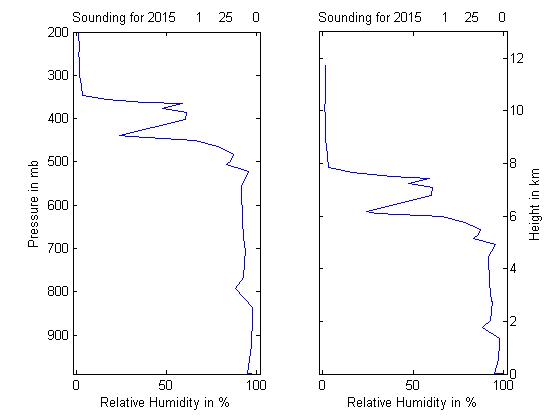 Sounding for 2015 1 25 0
200
300
400
500
600
700
800
900
Pressure in mb
0 50 100
Relative Humidity in %
Sounding for 2015 1 25 0
12
10
8
6
4
2
0
Height in km
0 50 100
Relative Humidity in %